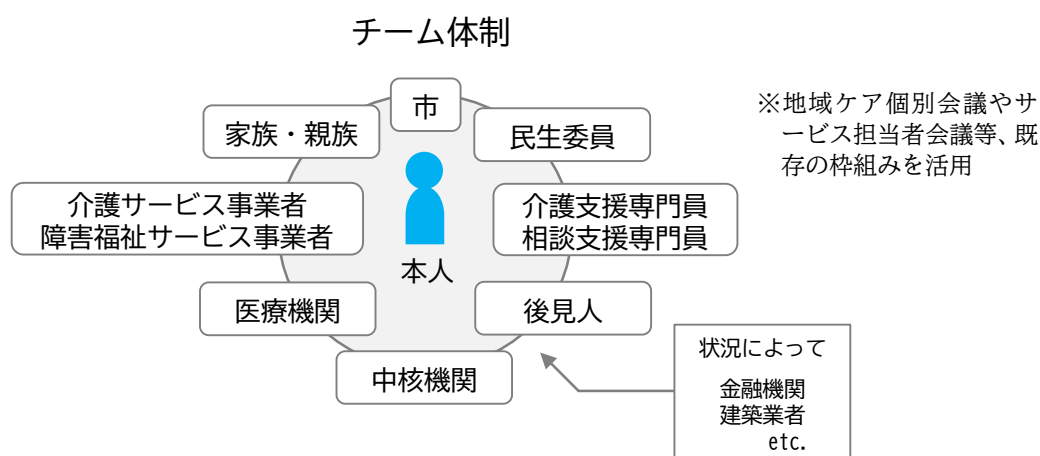 チーム体制
市
家族・親族
民生委員
※地域ケア個別会議やサ
ービス担当者会議等、既
存の枠組みを活用
介護サービス事業者
障害福祉サービス事業者
介護支援専門員
相談支援専門員
本人
医療機関
後見人
中核機関
状況によって
金融機関
建築業者
etc.